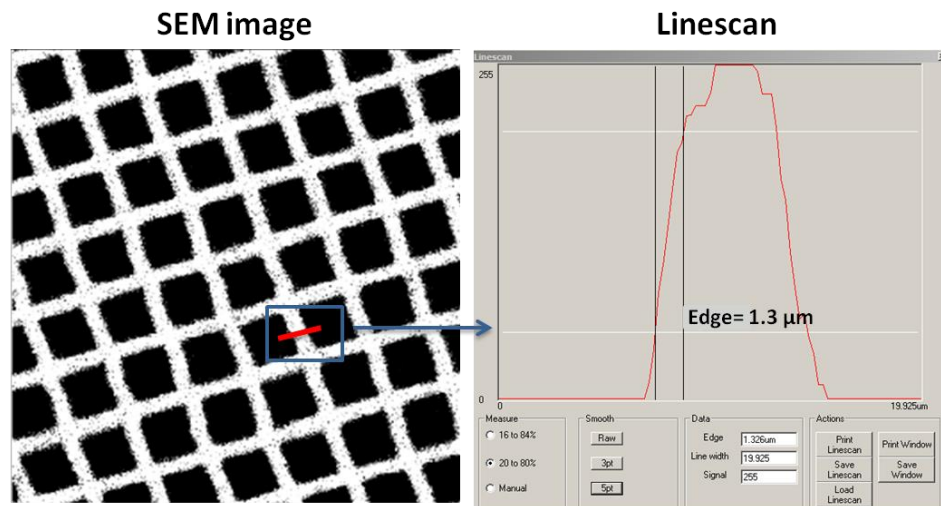 SEM image
Linescan
Linescan
255
Edge= 1.3 μm
0
0
19.925um
Measure
16 to 84%
20 to 80%
Manual
Smooth
Raw
3pt
5pt
Data
Edge
1.326um
Line width
19.925
Signal
255
Actions
Print Linescan
Print Window
Save Linescan
Save Window
Load Linescan